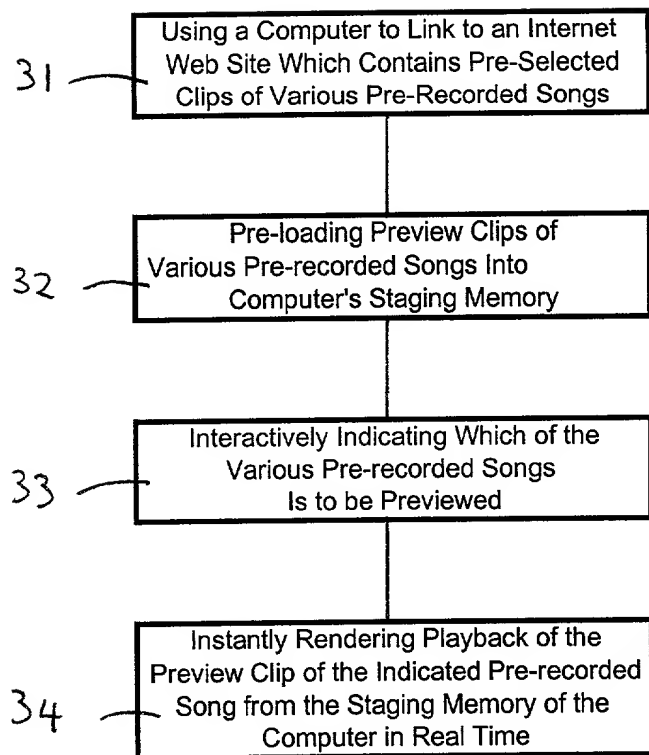 31
Using a Computer to Link to an Internet
Web Site Which Contains Pre-Selected
Clips of Various Pre-Recorded Songs
32
Pre-loading Preview Clips of
Various Pre-recorded Songs Into
Computer's Staging Memory
33
Interactively Indicating Which of the
Various Pre-recorded Songs
Is to be Previewed
34
Instantly Rendering Playback of the
Preview Clip of the Indicated Pre-recorded
Song from the Staging Memory of the
Computer in Real Time